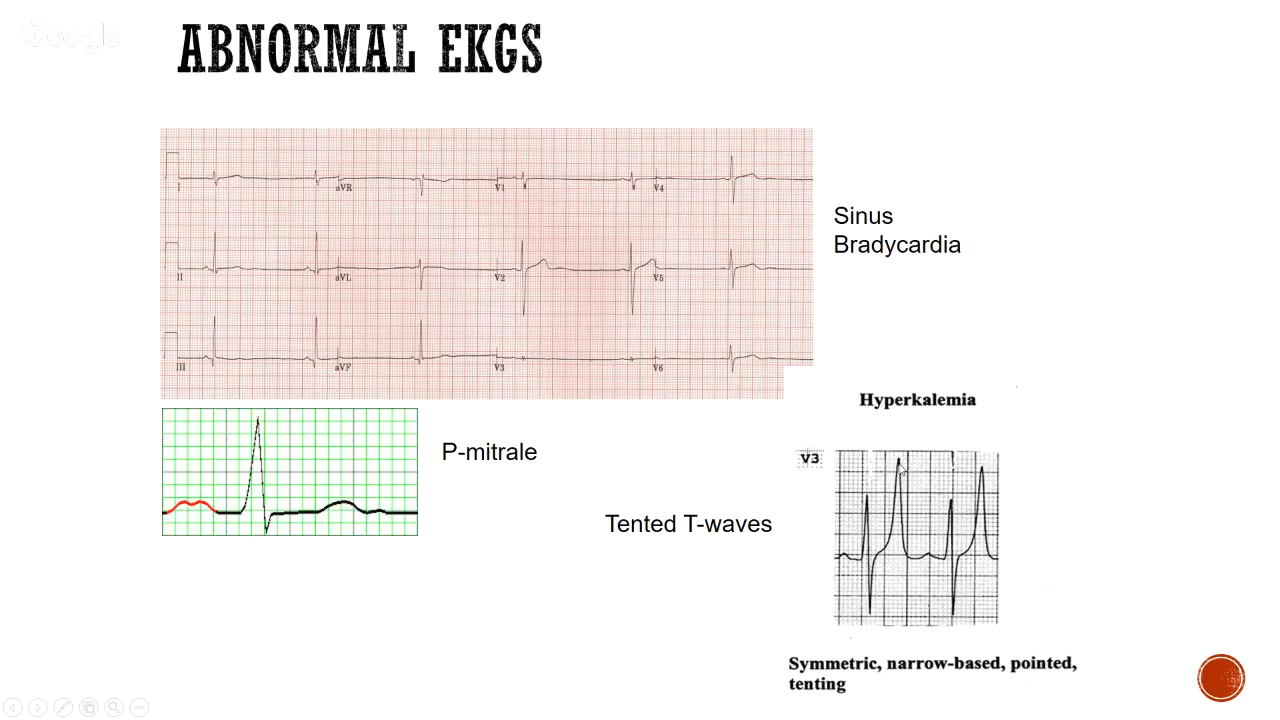 Google
ABNORMAL EKGS
I aVR V1 V4
Sinus
Bradycardia
II aVL V2 V5
III aVF V3 V6
Hyperkalemia
P-mitrale
V3
Tented T-waves
Symmetric, narrow-based, pointed,
tenting